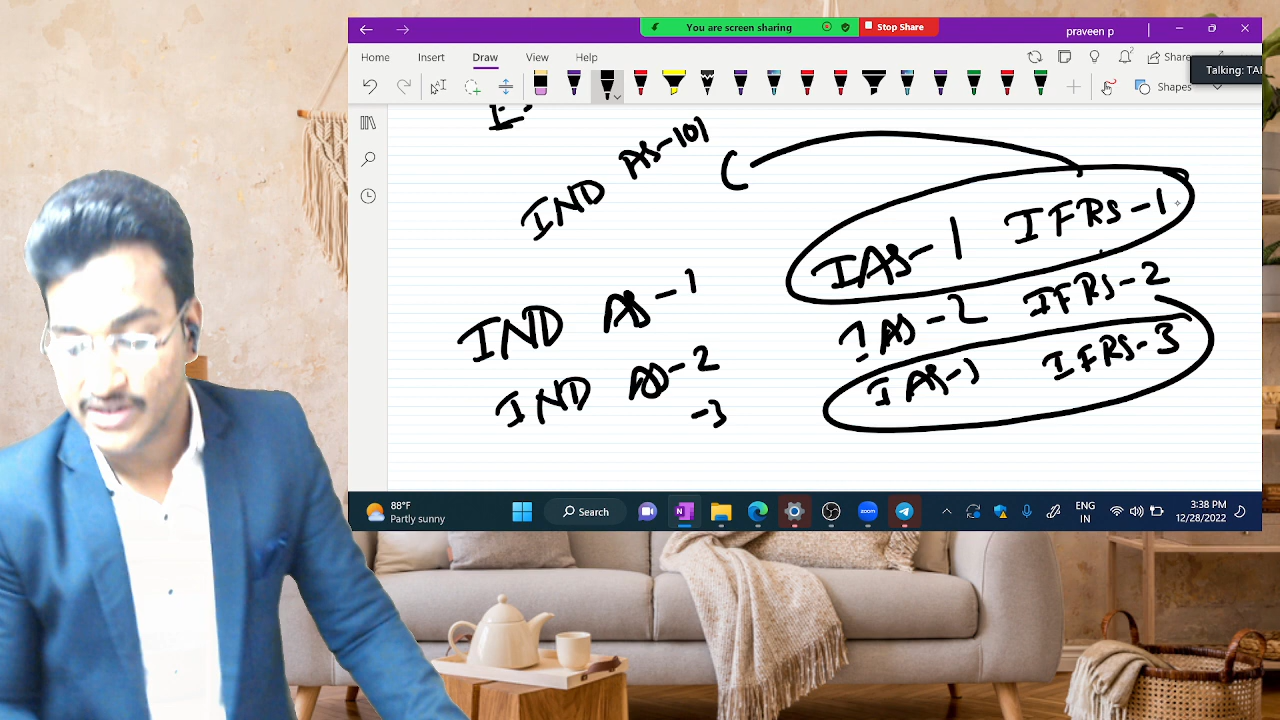 You are screen sharing Stop Share
praveen p
Home Insert Draw View Help Share
Talking: TA
Shapes
IND AS-101 (
IAS-1 IFRS-1
IND AS-1
IAS-2 IFRS-2
IND AS-2
IAS-3 IFRS-3
-3
88°F
Partly sunny
Search
zoom
ENG
IN
3:38 PM
12/28/2022